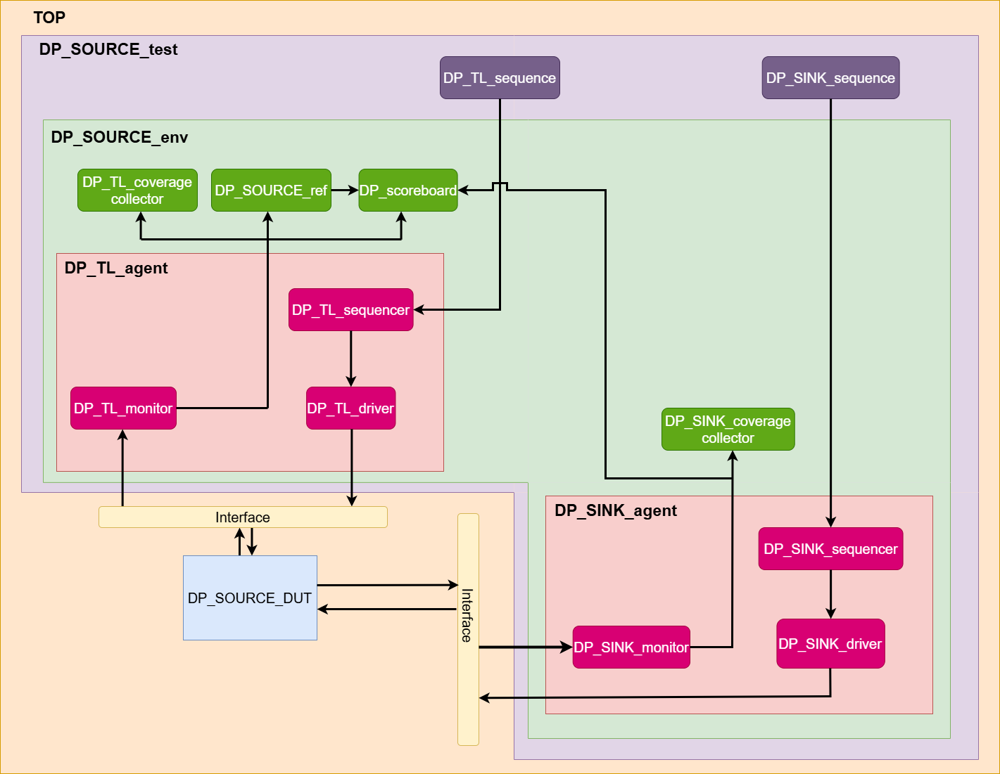 TOP
DP_SOURCE_test
DP_TL_sequence
DP_SINK_sequence
DP_SOURCE_env
DP_TL_coverage
collector
DP_SOURCE_ref
DP_scoreboard
DP_TL_agent
DP_TL_sequencer
DP_TL_monitor
DP_TL_driver
DP_SINK_coverage
collector
Interface
DP_SINK_agent
DP_SINK_sequencer
DP_SOURCE_DUT
Interface
DP_SINK_monitor
DP_SINK_driver